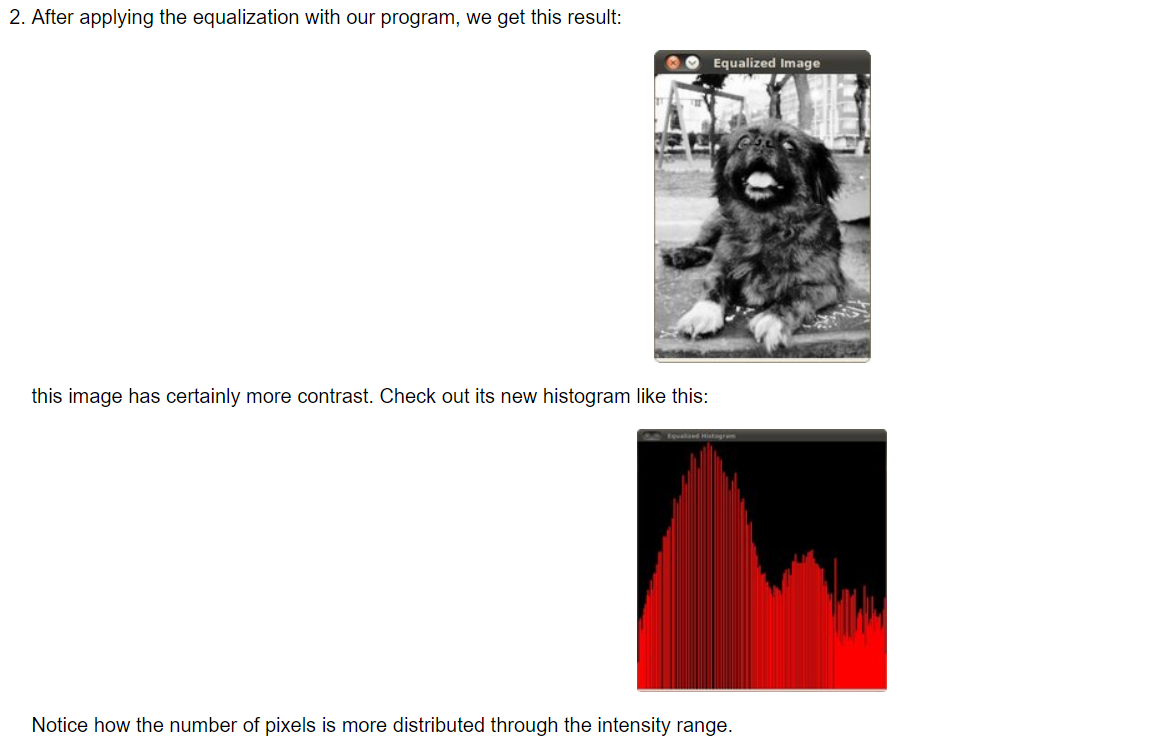 2. After applying the equalization with our program, we get this result:
Equalized Image
this image has certainly more contrast. Check out its new histogram like this:
Equalized Histogram
Notice how the number of pixels is more distributed through the intensity range.